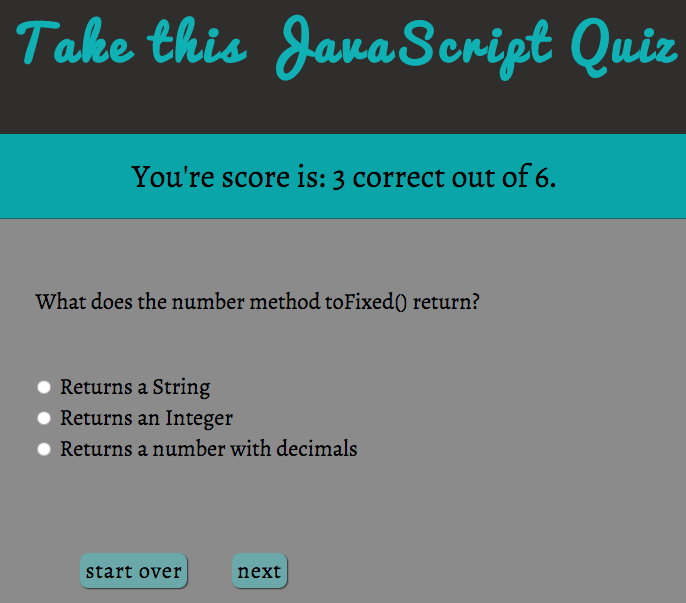 Take this JavaScript Quiz
You're score is: 3 correct out of 6.
What does the number method toFixed() return?
Returns a String
Returns an Integer
Returns a number with decimals
start over next